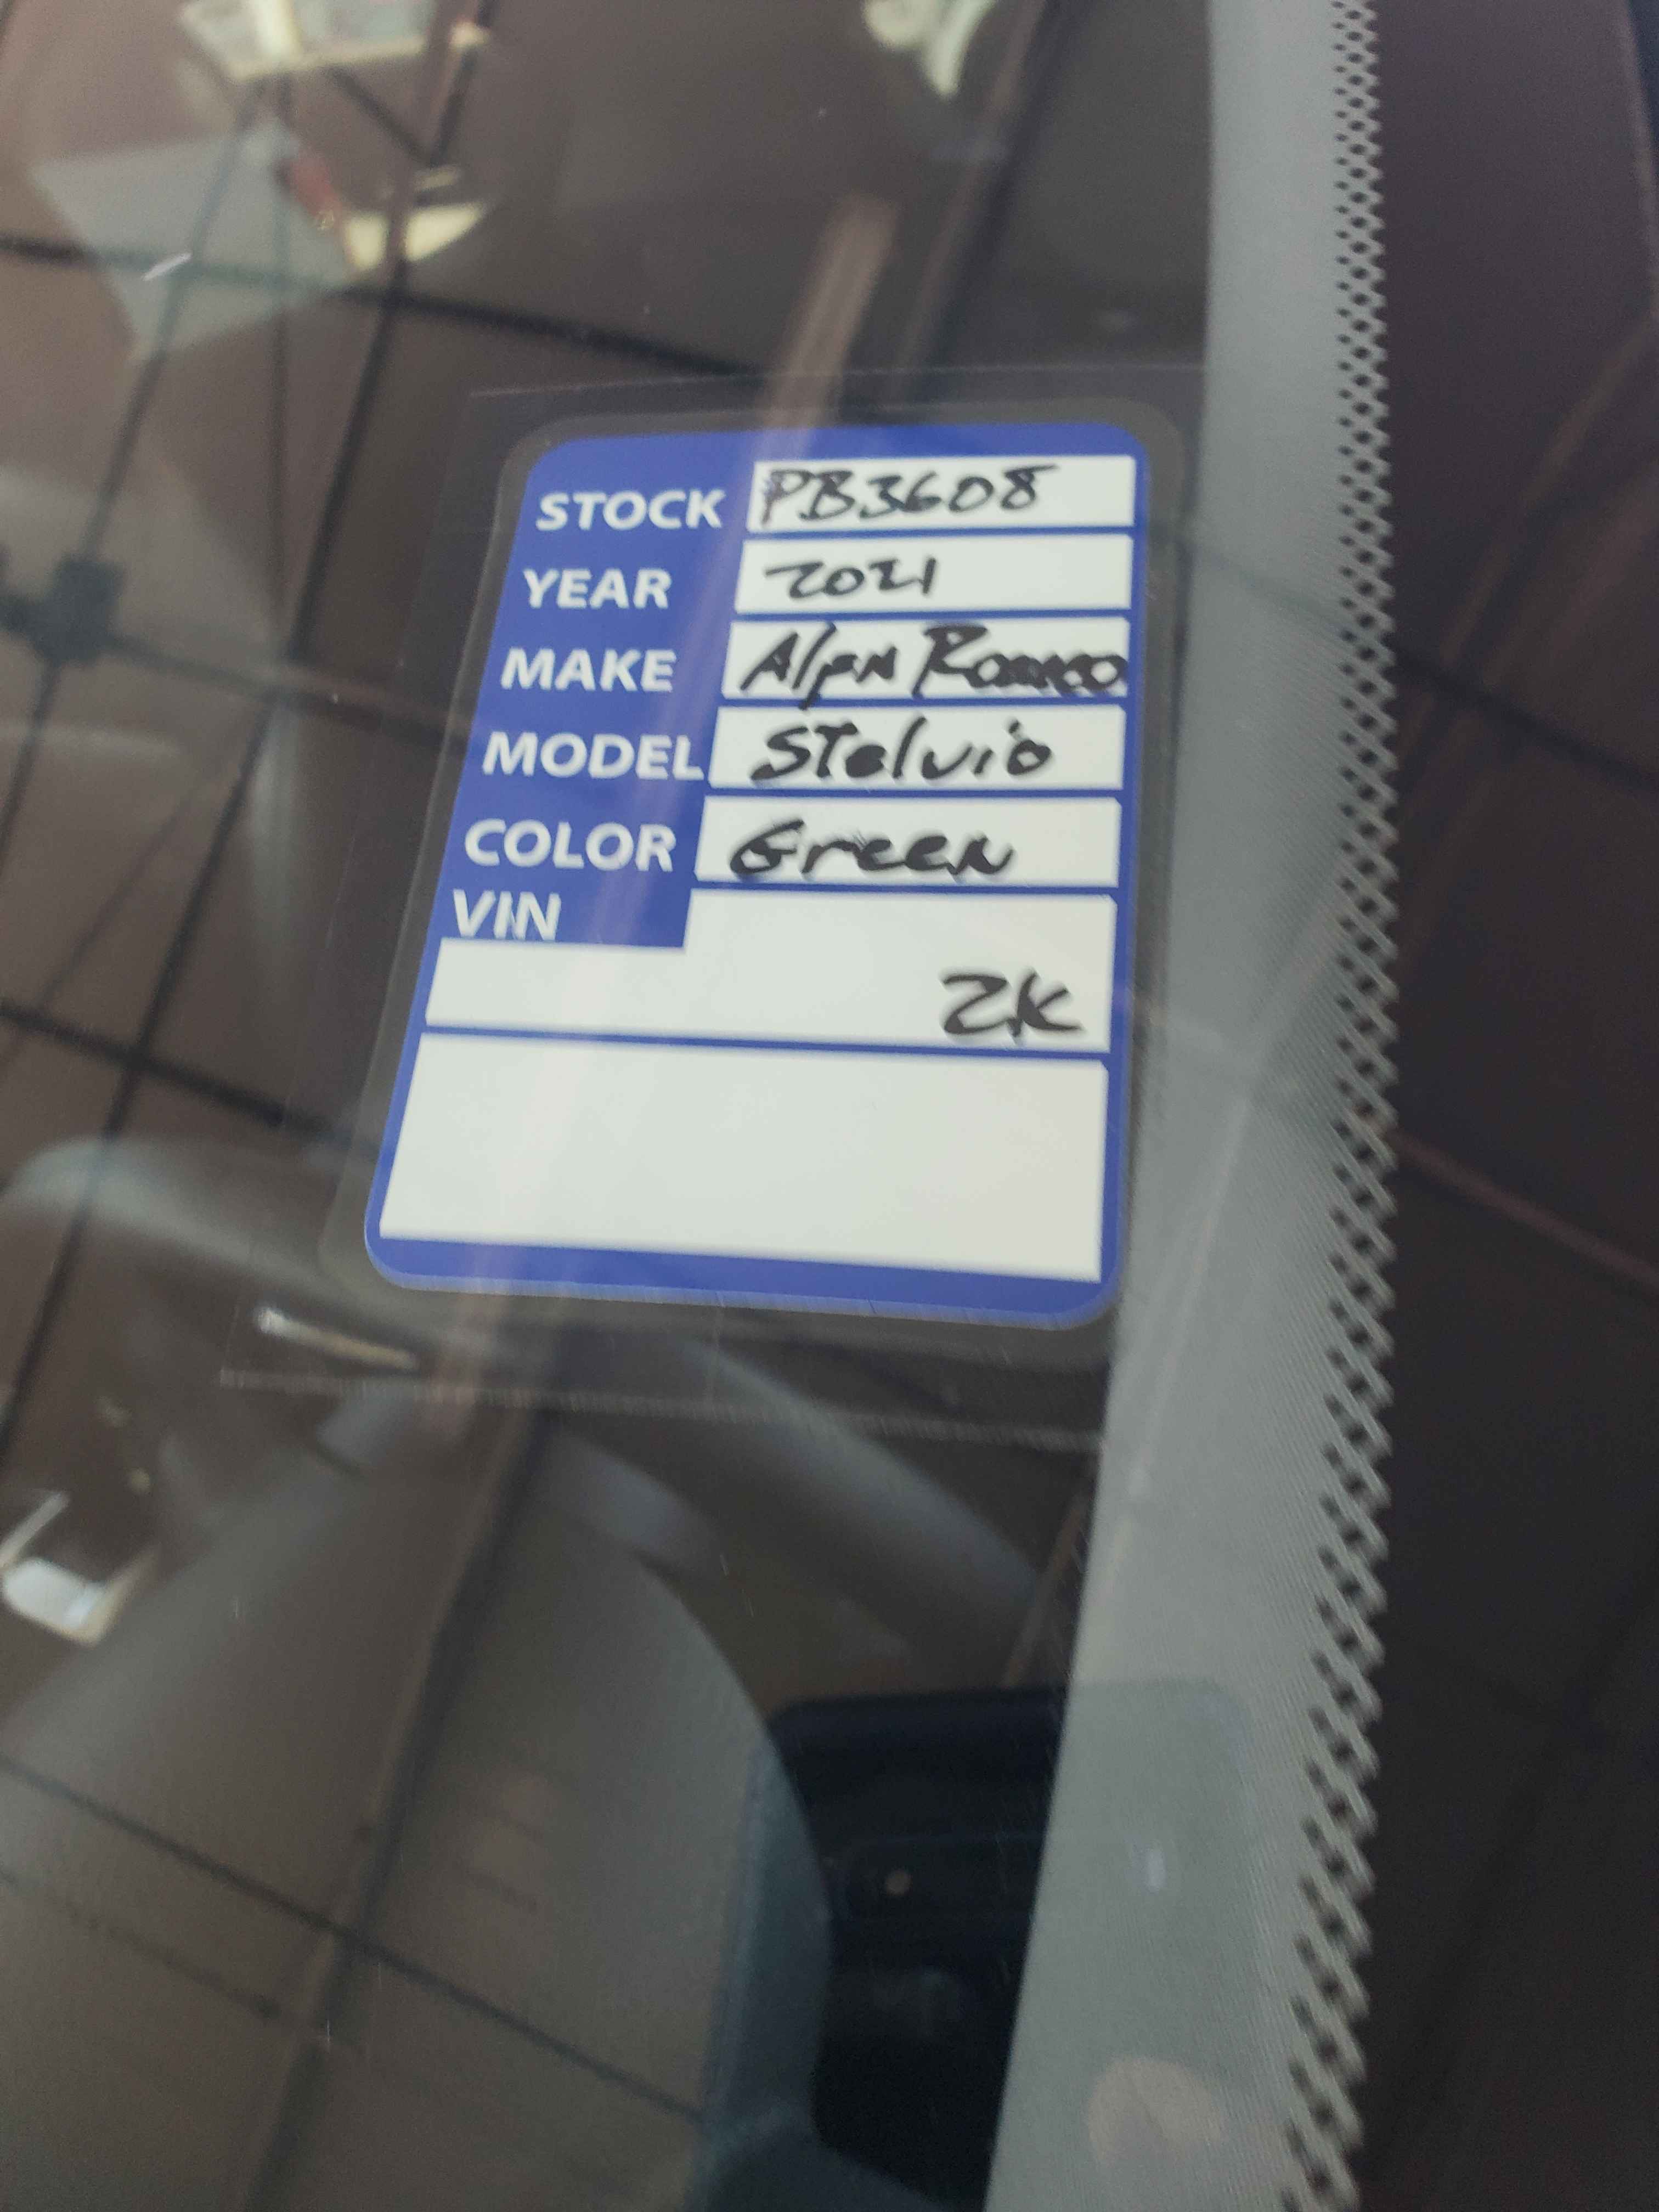 STOCK PB3608
YEAR 2021
MAKE Alfa Romeo
MODEL Stelvio
COLOR Green
VIN
2K